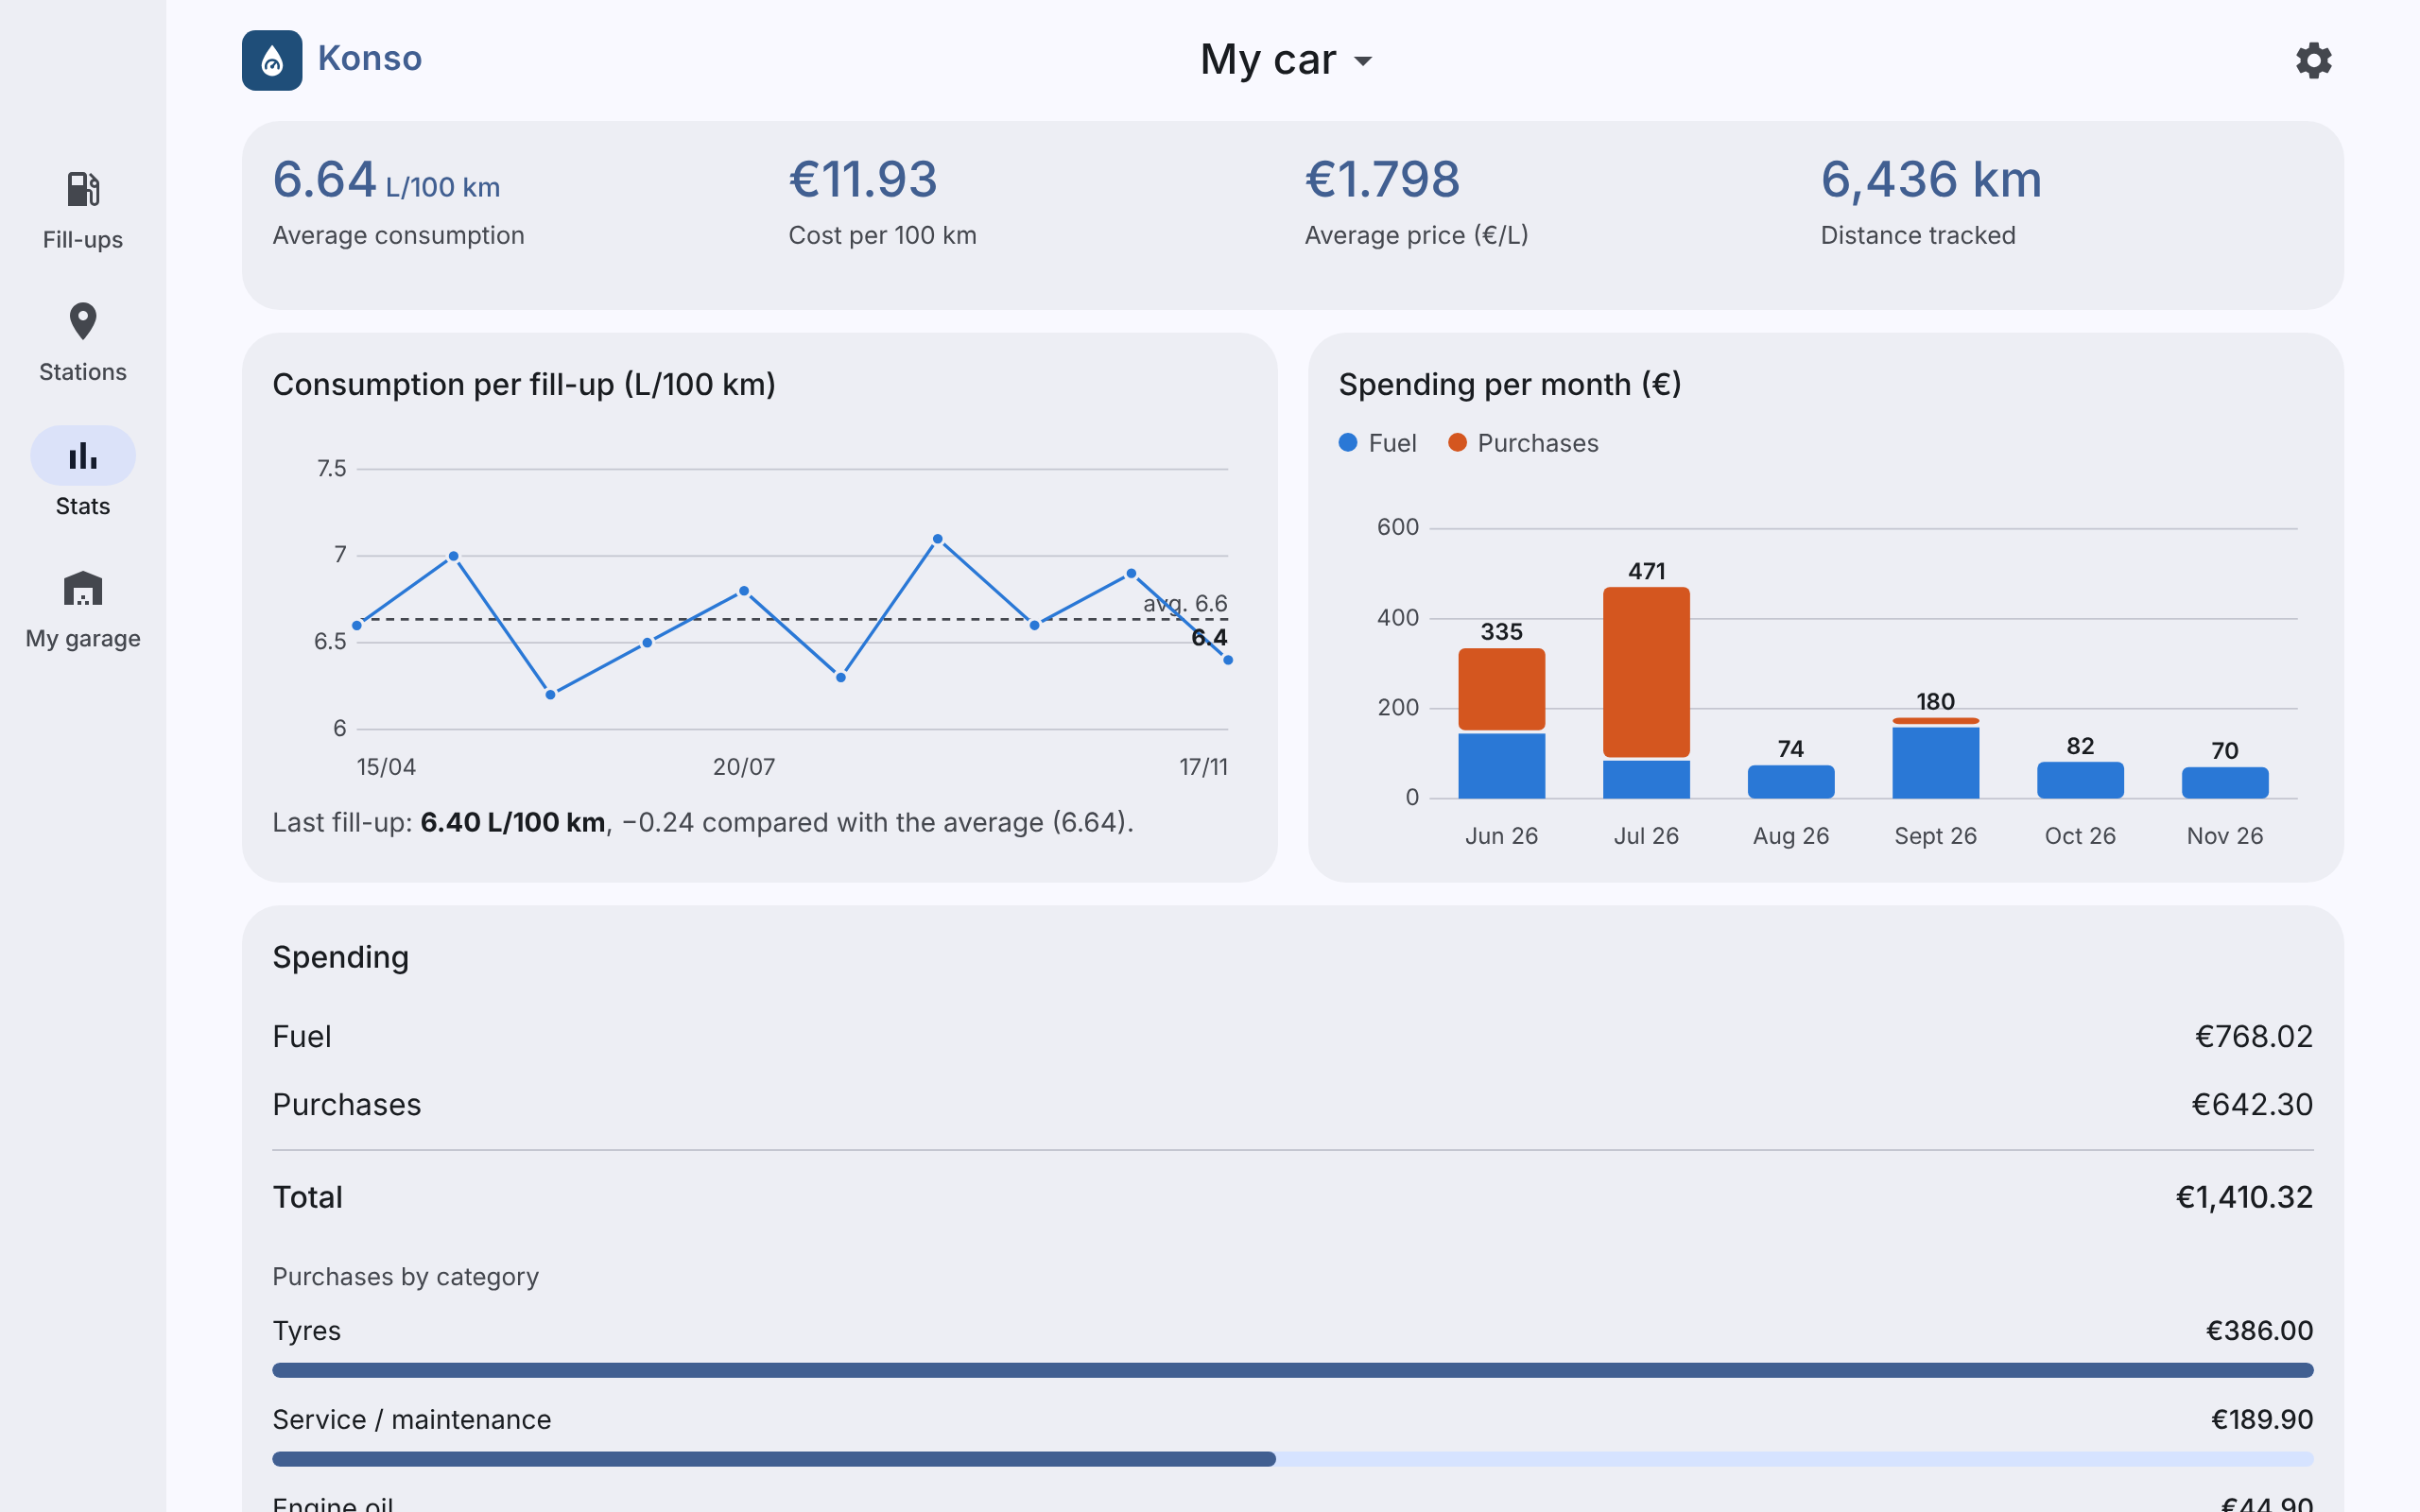 Konso
My car
Fill-ups
Stations
Stats
My garage
6.64 L/100 km
Average consumption
€11.93
Cost per 100 km
€1.798
Average price (€/L)
6,436 km
Distance tracked
Consumption per fill-up (L/100 km)
7.5
7
6.5
6
avg. 6.6
6.4
15/04
20/07
17/11
Last fill-up: 6.40 L/100 km, −0.24 compared with the average (6.64).
Spending per month (€)
Fuel
Purchases
600
400
200
0
335
471
74
180
82
70
Jun 26
Jul 26
Aug 26
Sept 26
Oct 26
Nov 26
Spending
Fuel €768.02
Purchases €642.30
Total €1,410.32
Purchases by category
Tyres €386.00
Service / maintenance €189.90
Engine oil €44.90